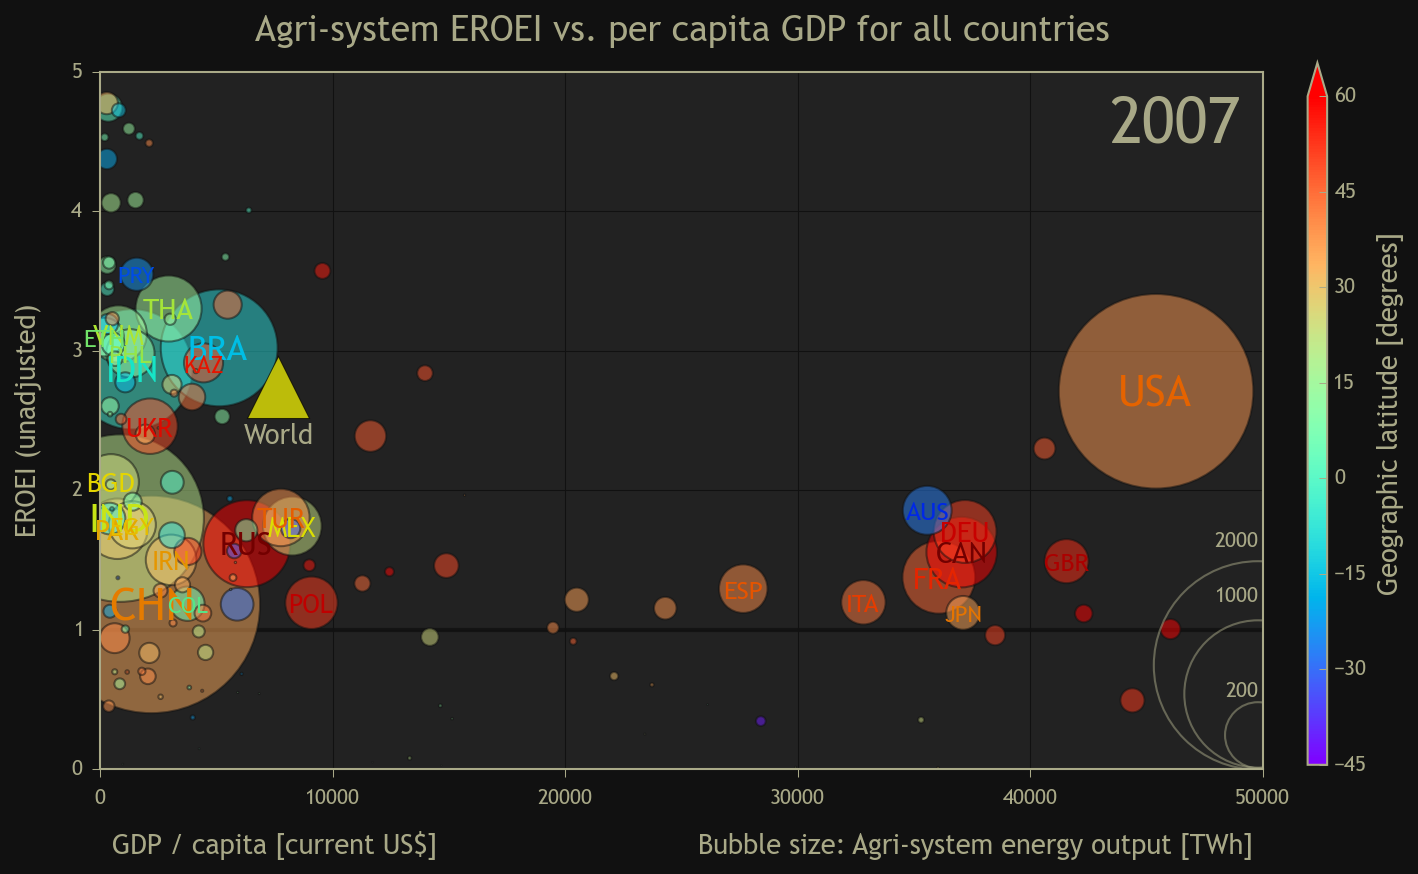 Agri-system EROEI vs. per capita GDP for all countries
2007
5
4
3
2
1
0
EROEI (unadjusted)
PRY
THA
BRA
KAZ
IDN
UKR
World
USA
BGD
TUR
MEX
RUS
IRN
CHN
COL
POL
ESP
ITA
AUS
DEU
CAN
FRA
JPN
GBR
2000
1000
200
0
10000
20000
30000
40000
50000
GDP / capita [current US$]
Bubble size: Agri-system energy output [TWh]
60
45
30
15
0
−15
−30
−45
Geographic latitude [degrees]